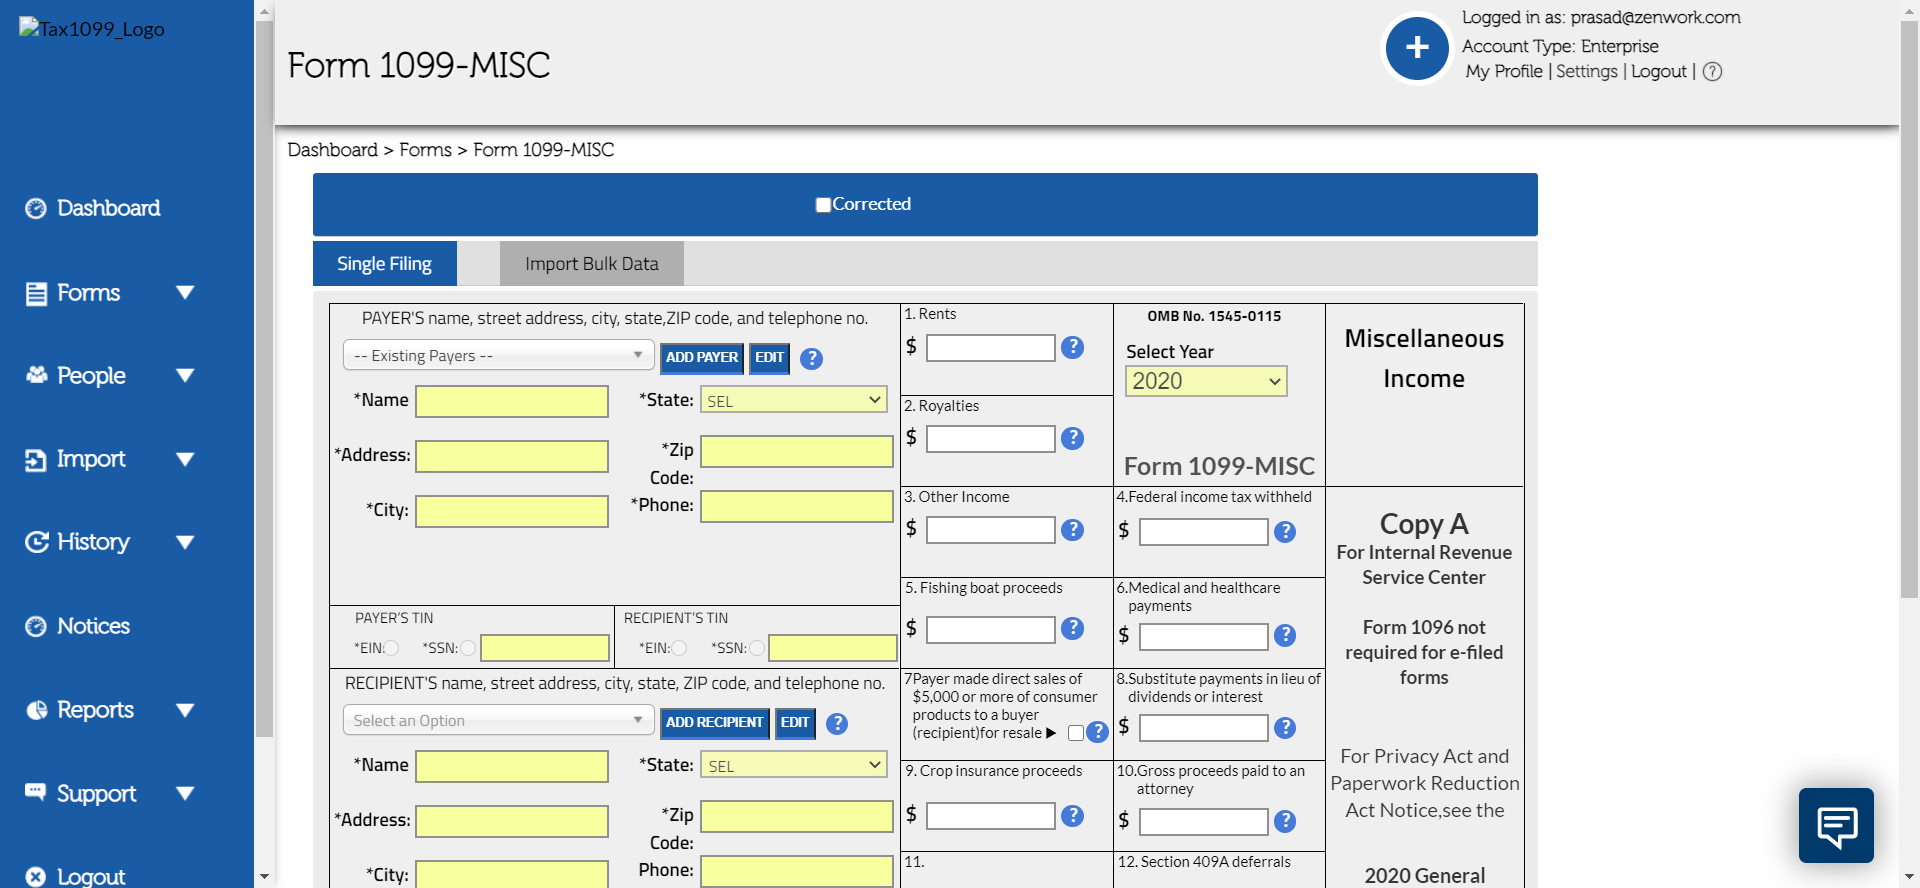 Tax1099_Logo
Dashboard
Forms
People
Import
History
Notices
Reports
Support
Logout
Form 1099-MISC
+
Logged in as: prasad@zenwork.com
Account Type: Enterprise
My Profile | Settings | Logout | ?
Dashboard > Forms > Form 1099-MISC
Corrected
Single Filing
Import Bulk Data
PAYER'S name, street address, city, state,ZIP code, and telephone no.
-- Existing Payers --
ADD PAYER
EDIT
?
*Name
*State:
SEL
*Address:
*Zip
Code:
*City:
*Phone:
PAYER'S TIN
*EIN:
*SSN:
RECIPIENT'S TIN
*EIN:
*SSN:
RECIPIENT'S name, street address, city, state, ZIP code, and telephone no.
Select an Option
ADD RECIPIENT
EDIT
?
*Name
*State:
SEL
*Address:
*Zip
Code:
*City:
Phone:
1. Rents
$ ?
2. Royalties
$ ?
3. Other Income
$ ?
5. Fishing boat proceeds
$ ?
7Payer made direct sales of
$5,000 or more of consumer
products to a buyer
(recipient)for resale ▶ ?
9. Crop insurance proceeds
$ ?
11.
OMB No. 1545-0115
Select Year
2020
Form 1099-MISC
4.Federal income tax withheld
$ ?
6.Medical and healthcare
payments
$ ?
8.Substitute payments in lieu of
dividends or interest
$ ?
10.Gross proceeds paid to an
attorney
$ ?
12. Section 409A deferrals
Miscellaneous
Income
Copy A
For Internal Revenue
Service Center
Form 1096 not
required for e-filed
forms
For Privacy Act and
Paperwork Reduction
Act Notice,see the
2020 General